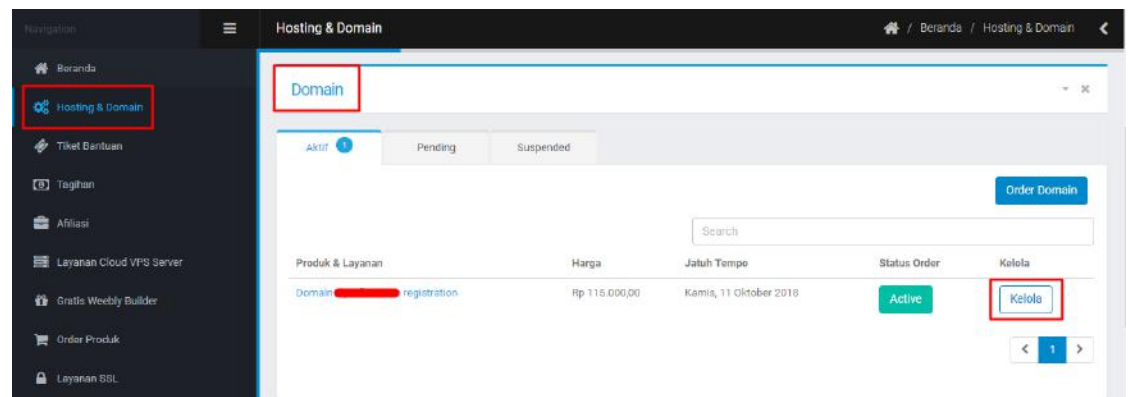 Navigation
Hosting & Domain
/ Beranda / Hosting & Domain
Beranda
Hosting & Domain
Tiket Bantuan
Tagihan
Afiliasi
Layanan Cloud VPS Server
Gratis Weebly Builder
Order Produk
Layanan SSL
Domain
Aktif 1 Pending Suspended
Order Domain
Search
Produk & Layanan Harga Jatuh Tempo Status Order Kelola
Domain registration Rp 115.000,00 Kamis, 11 Oktober 2018 Active Kelola
< 1 >